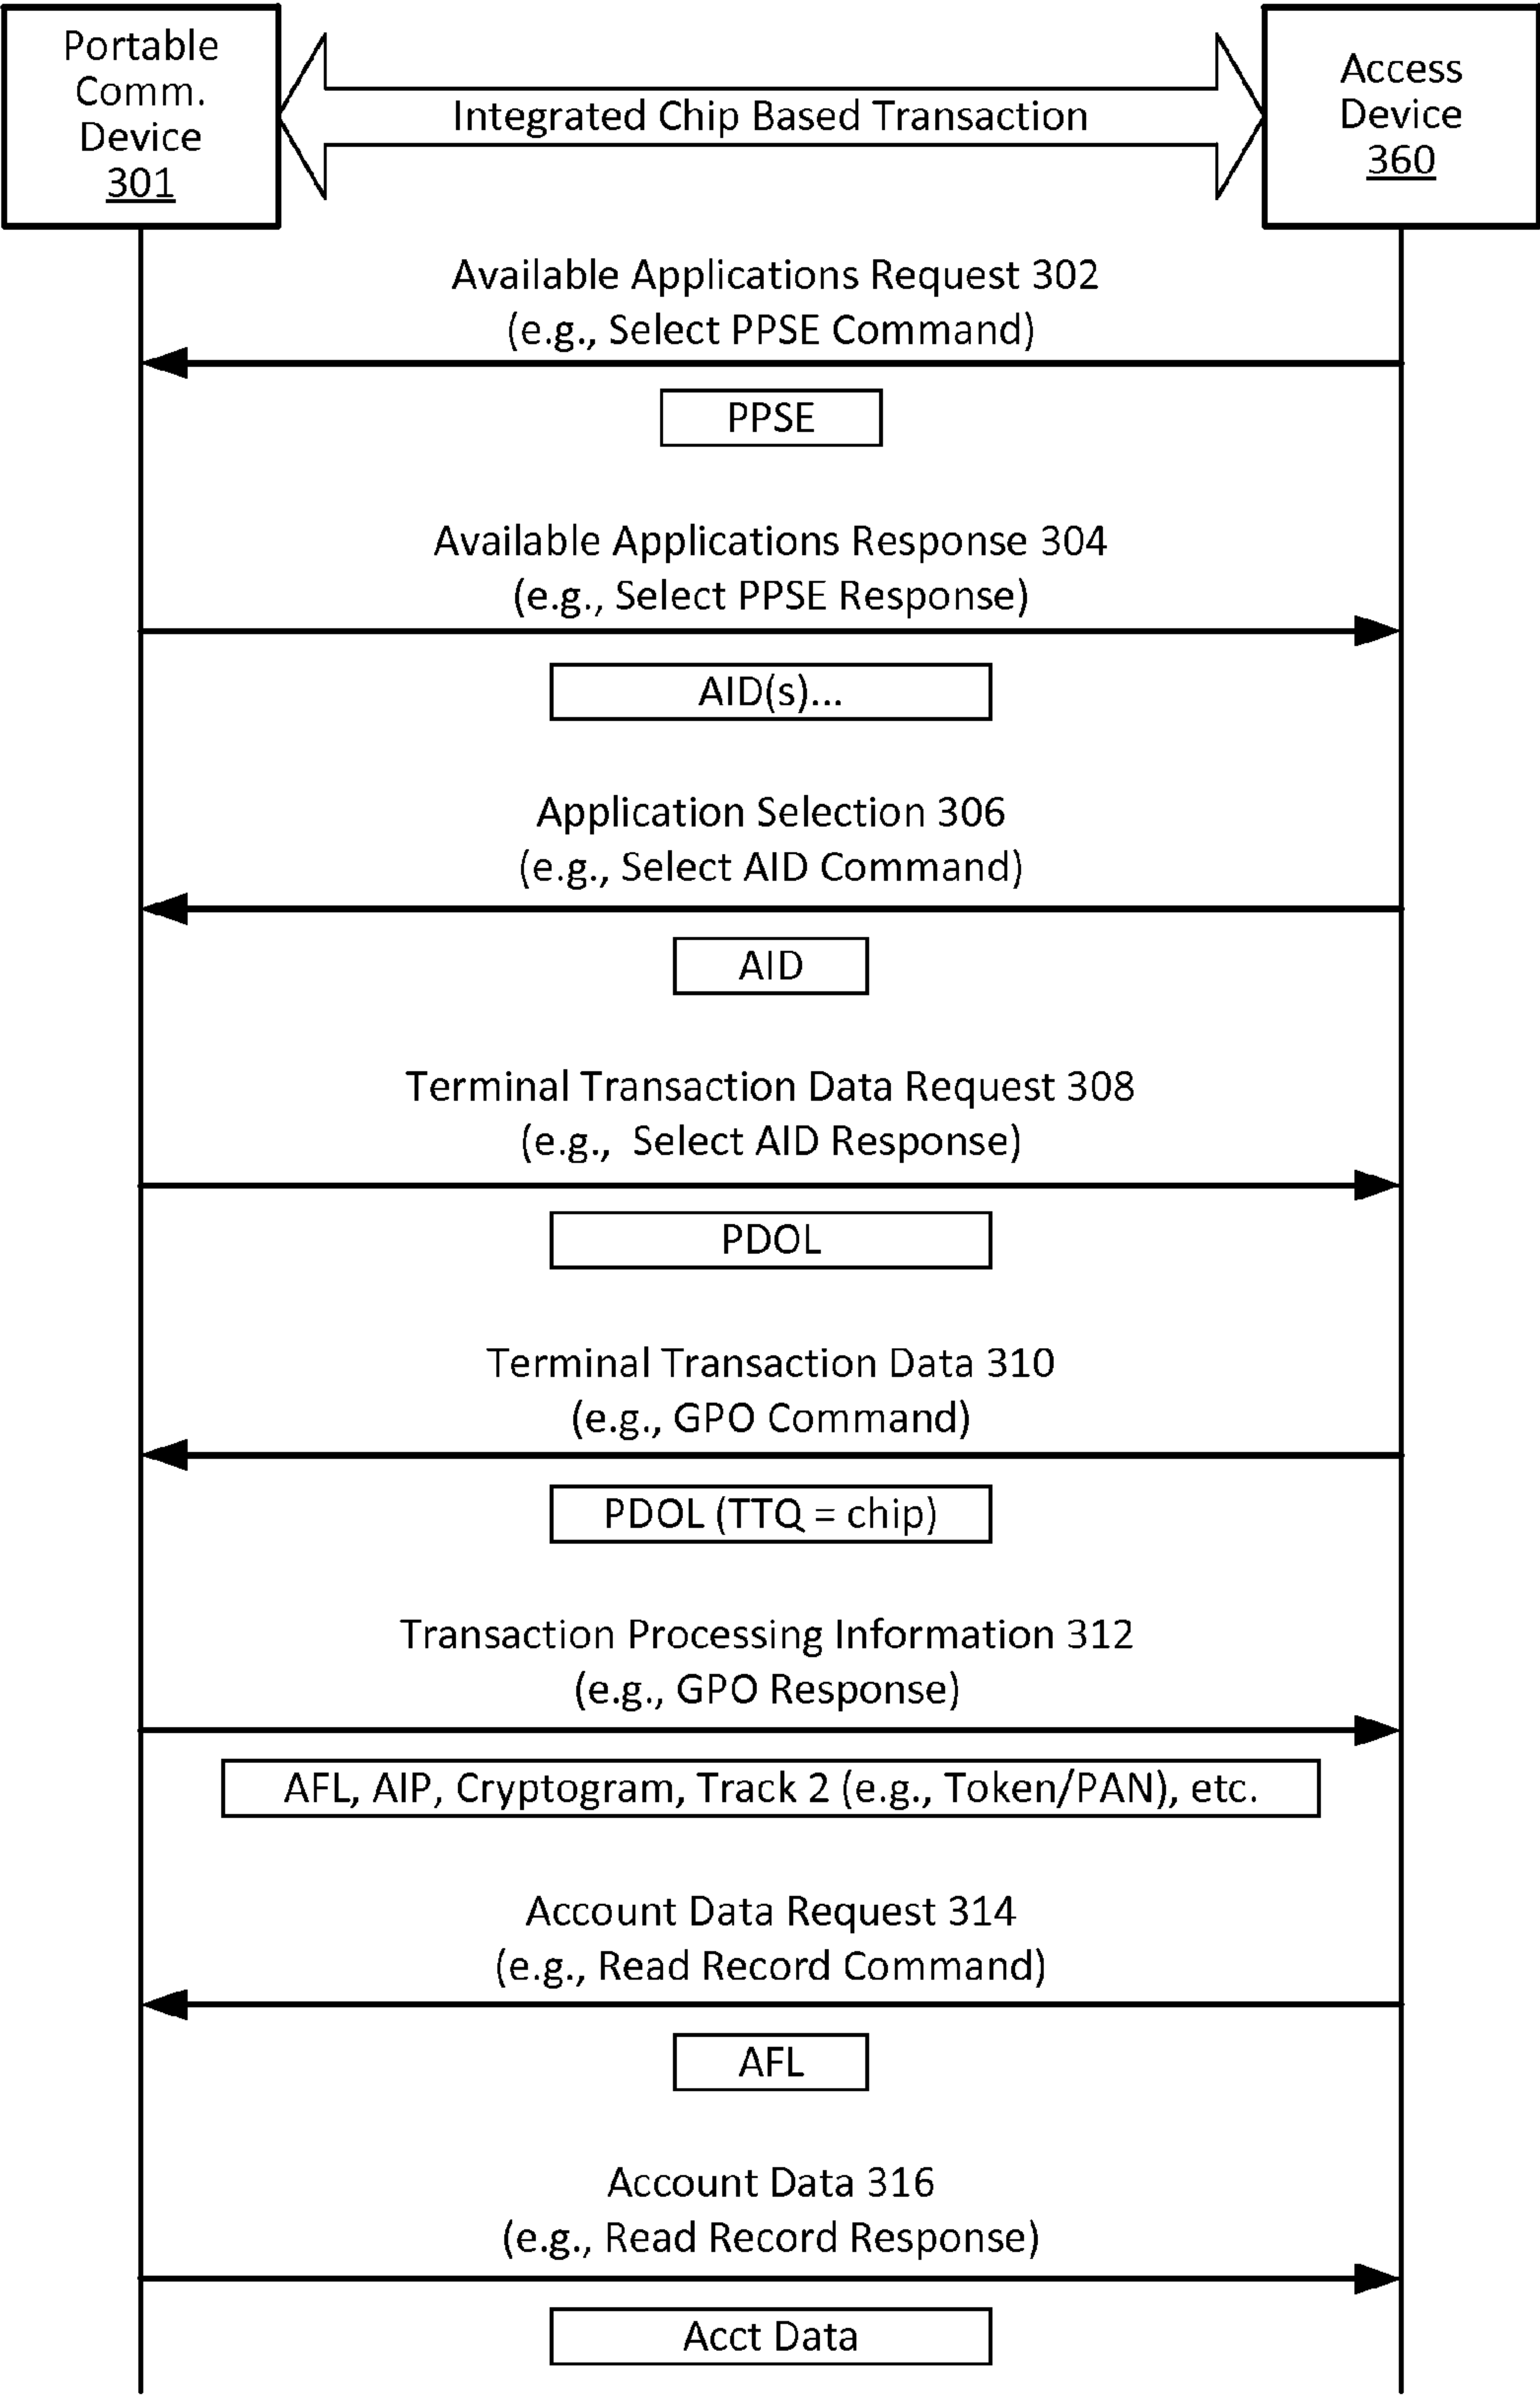 Portable
Comm.
Device
301
Integrated Chip Based Transaction
Access
Device
360
Available Applications Request 302
(e.g., Select PPSE Command)
PPSE
Available Applications Response 304
(e.g., Select PPSE Response)
AID(s)...
Application Selection 306
(e.g., Select AID Command)
AID
Terminal Transaction Data Request 308
(e.g., Select AID Response)
PDOL
Terminal Transaction Data 310
(e.g., GPO Command)
PDOL (TTQ = chip)
Transaction Processing Information 312
(e.g., GPO Response)
AFL, AIP, Cryptogram, Track 2 (e.g., Token/PAN), etc.
Account Data Request 314
(e.g., Read Record Command)
AFL
Account Data 316
(e.g., Read Record Response)
Acct Data